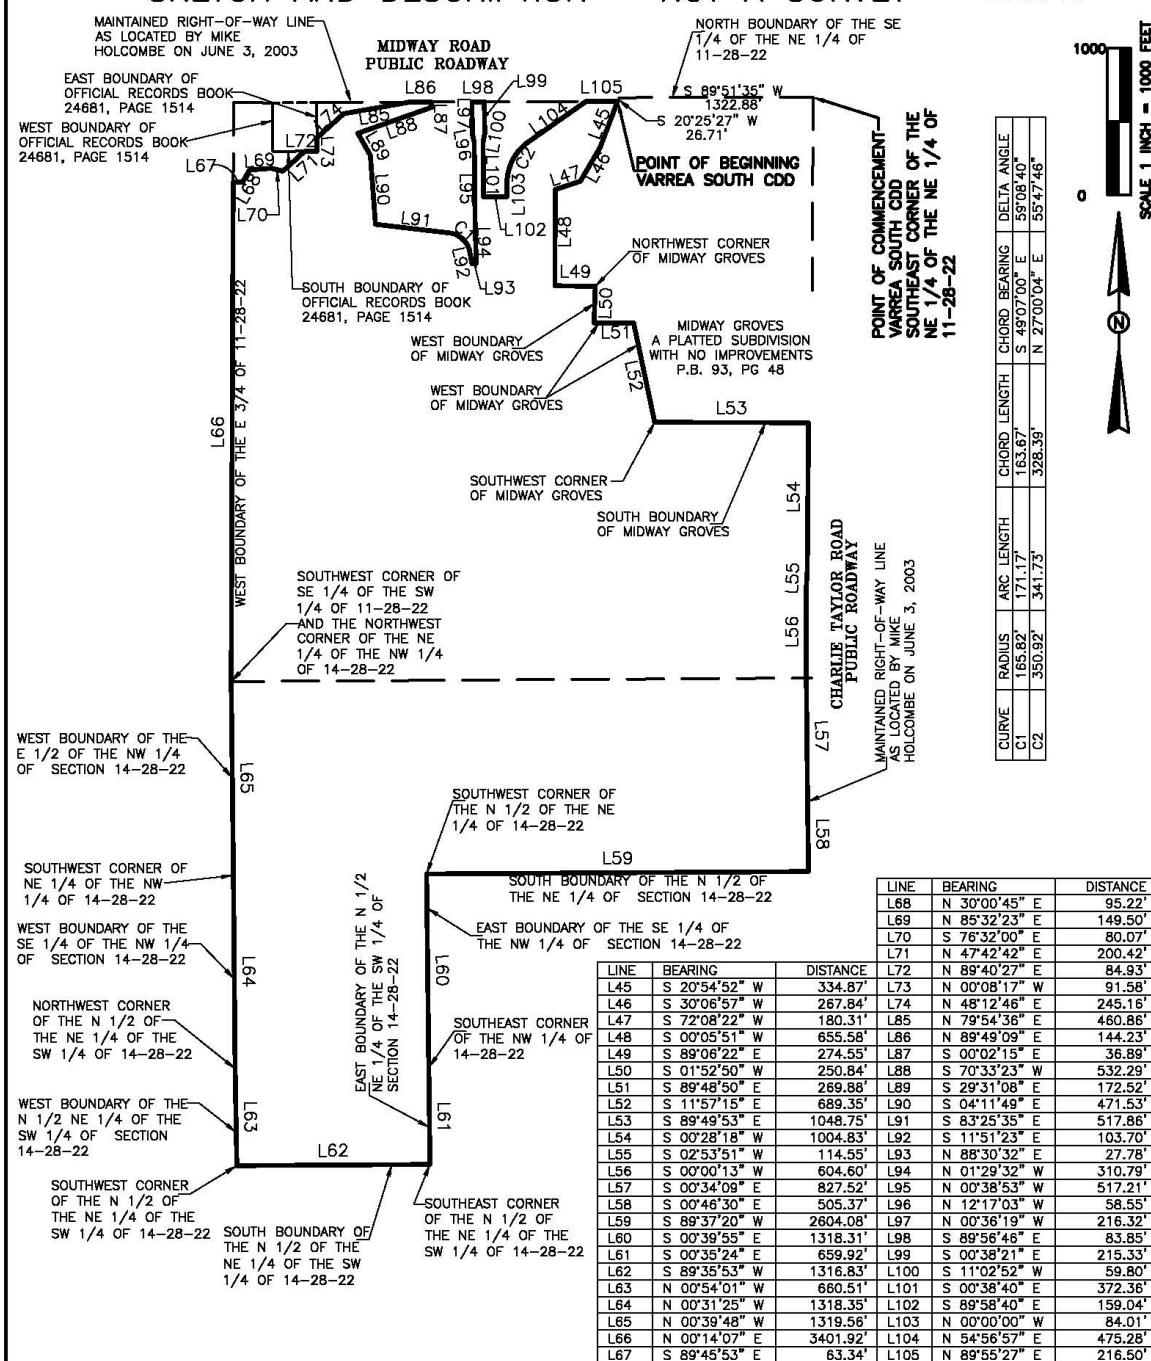 MAINTAINED RIGHT-OF-WAY LINE
AS LOCATED BY MIKE
HOLCOMBE ON JUNE 3, 2003
MIDWAY ROAD
PUBLIC ROADWAY
NORTH BOUNDARY OF THE SE
1/4 OF THE NE 1/4 OF
11-28-22
EAST BOUNDARY OF
OFFICIAL RECORDS BOOK
24681, PAGE 1514
WEST BOUNDARY OF
OFFICIAL RECORDS BOOK
24681, PAGE 1514
L67
L68
L69
L70
L71
L72
L73
L74
L85
L86
L87
L88
L89
L90
L91
C1
L92
L93
L94
L95
L96
L97
L98
L99
L100
L101
L102
L103
C2
L104
L105
S 89°51'35" W
1322.88'
S 20°25'27" W
26.71'
POINT OF BEGINNING
VARREA SOUTH CDD
L45
L46
L47
L48
L49
L50
L51
L52
L53
POINT OF COMMENCEMENT
VARREA SOUTH CDD
SOUTHEAST CORNER OF THE
NE 1/4 OF THE NE 1/4 OF
11-28-22
1000
0
SCALE 1 INCH = 1000 FEET
N
SOUTH BOUNDARY OF
OFFICIAL RECORDS BOOK
24681, PAGE 1514
NORTHWEST CORNER
OF MIDWAY GROVES
WEST BOUNDARY
OF MIDWAY GROVES
WEST BOUNDARY
OF MIDWAY GROVES
MIDWAY GROVES
A PLATTED SUBDIVISION
WITH NO IMPROVEMENTS
P.B. 93, PG 48
SOUTHWEST CORNER
OF MIDWAY GROVES
SOUTH BOUNDARY
OF MIDWAY GROVES
L66
WEST BOUNDARY OF THE E 3/4 OF 11-28-22
L54
L55
L56
L57
L58
CHARLIE TAYLOR ROAD
PUBLIC ROADWAY
MAINTAINED RIGHT-OF-WAY LINE
AS LOCATED BY MIKE
HOLCOMBE ON JUNE 3, 2003
CURVE RADIUS ARC LENGTH CHORD LENGTH CHORD BEARING DELTA ANGLE
C1 165.82' 171.17' 163.67' S 49°07'00" E 59°08'40"
C2 350.92' 341.73' 328.39' N 27°00'04" E 55°47'46"
SOUTHWEST CORNER OF
SE 1/4 OF THE SW
1/4 OF 11-28-22
AND THE NORTHWEST
CORNER OF THE NE
1/4 OF THE NW 1/4
OF 14-28-22
WEST BOUNDARY OF THE
E 1/2 OF THE NW 1/4
OF SECTION 14-28-22
L65
SOUTHWEST CORNER OF
THE N 1/2 OF THE NE
1/4 OF 14-28-22
L59
SOUTH BOUNDARY OF THE N 1/2 OF
THE NE 1/4 OF SECTION 14-28-22
SOUTHWEST CORNER OF
NE 1/4 OF THE NW
1/4 OF 14-28-22
WEST BOUNDARY OF THE
SE 1/4 OF THE NW 1/4
OF SECTION 14-28-22
L64
EAST BOUNDARY OF THE N 1/2
NE 1/4 OF THE SW 1/4 OF
SECTION 14-28-22
EAST BOUNDARY OF THE SE 1/4 OF
THE NW 1/4 OF SECTION 14-28-22
L60
NORTHWEST CORNER
OF THE N 1/2 OF
THE NE 1/4 OF THE
SW 1/4 OF 14-28-22
SOUTHEAST CORNER
OF THE NW 1/4 OF
14-28-22
WEST BOUNDARY OF THE
N 1/2 NE 1/4 OF THE
SW 1/4 OF SECTION
14-28-22
L63
L61
L62
SOUTHWEST CORNER
OF THE N 1/2 OF
THE NE 1/4 OF THE
SW 1/4 OF 14-28-22
SOUTH BOUNDARY OF
THE N 1/2 OF THE
NE 1/4 OF THE SW
1/4 OF 14-28-22
SOUTHEAST CORNER
OF THE N 1/2 OF
THE NE 1/4 OF THE
SW 1/4 OF 14-28-22
LINE BEARING DISTANCE
L45 S 20°54'52" W 334.87'
L46 S 30°06'57" W 267.84'
L47 S 72°08'22" W 180.31'
L48 S 00°05'51" W 655.58'
L49 S 89°06'22" E 274.55'
L50 S 01°52'50" W 250.84'
L51 S 89°48'50" E 269.88'
L52 S 11°57'15" E 689.35'
L53 S 89°49'53" E 1048.75'
L54 S 00°28'18" W 1004.83'
L55 S 02°53'51" W 114.55'
L56 S 00°00'13" W 604.60'
L57 S 00°34'09" E 827.52'
L58 S 00°46'30" E 505.37'
L59 S 89°37'20" W 2604.08'
L60 S 00°39'55" E 1318.31'
L61 S 00°35'24" E 659.92'
L62 S 89°35'53" W 1316.83'
L63 N 00°54'01" W 660.51'
L64 N 00°31'25" W 1318.35'
L65 N 00°39'48" W 1319.56'
L66 N 00°14'07" E 3401.92'
L67 S 89°45'53" E 63.34'
LINE BEARING DISTANCE
L68 N 30°00'45" E 95.22'
L69 N 85°32'23" E 149.50'
L70 S 76°32'00" E 80.07'
L71 N 47°42'42" E 200.42'
L72 N 89°40'27" E 84.93'
L73 N 00°08'17" W 91.58'
L74 N 48°12'46" E 245.16'
L85 N 79°54'36" E 460.86'
L86 N 89°49'09" E 144.23'
L87 S 00°02'15" E 36.89'
L88 S 70°33'23" W 532.29'
L89 S 29°31'08" E 172.52'
L90 S 04°11'49" E 471.53'
L91 S 83°25'35" E 517.86'
L92 S 11°51'23" E 103.70'
L93 N 88°30'32" E 27.78'
L94 N 01°29'32" W 310.79'
L95 N 00°38'53" W 517.21'
L96 N 12°17'03" W 58.55'
L97 N 00°36'19" W 216.32'
L98 S 89°56'46" E 83.85'
L99 S 00°38'21" E 215.33'
L100 S 11°02'52" W 59.80'
L101 S 00°38'40" E 372.36'
L102 S 89°58'40" E 159.04'
L103 N 00°00'00" W 84.01'
L104 N 54°56'57" E 475.28'
L105 N 89°55'27" E 216.50'